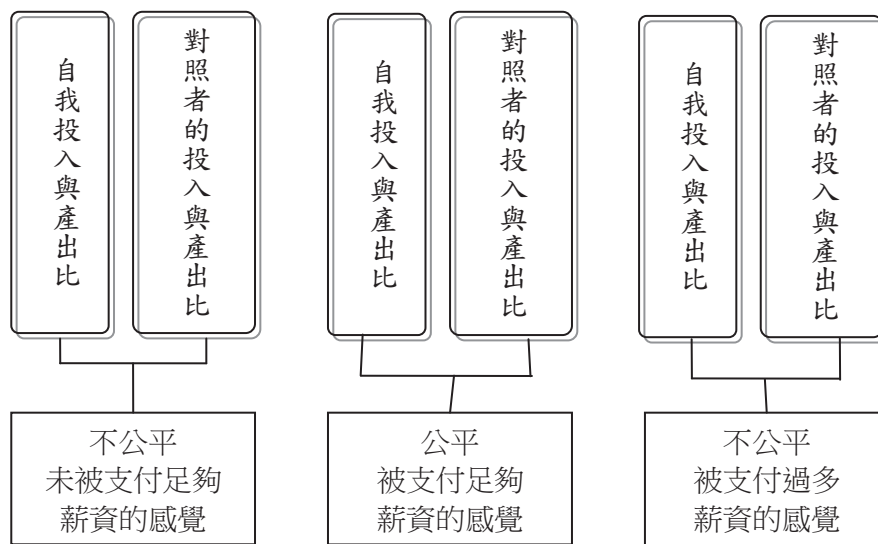 自我投入與產出比
對照者的投入與產出比
不公平
未被支付足夠
薪資的感覺
自我投入與產出比
對照者的投入與產出比
公平
被支付足夠
薪資的感覺
自我投入與產出比
對照者的投入與產出比
不公平
被支付過多
薪資的感覺